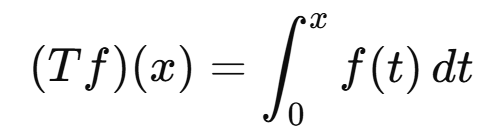 (Tf)(x) = ∫₀ˣ f(t) dt